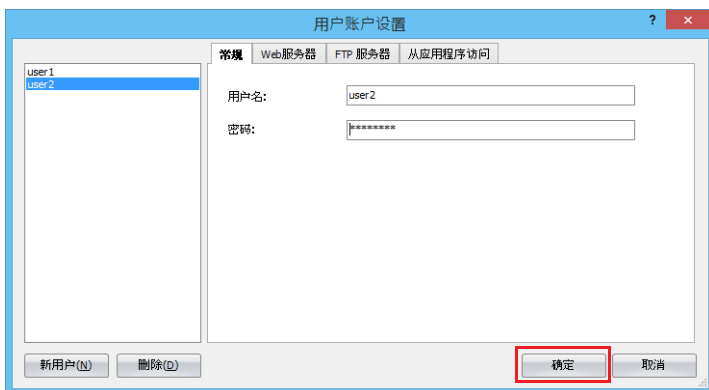 用户账户设置
?
×
常规 Web服务器 FTP 服务器 从应用程序访问
user1
user2
用户名: user2
密码: ********
新用户(N) 删除(D) 确定 取消